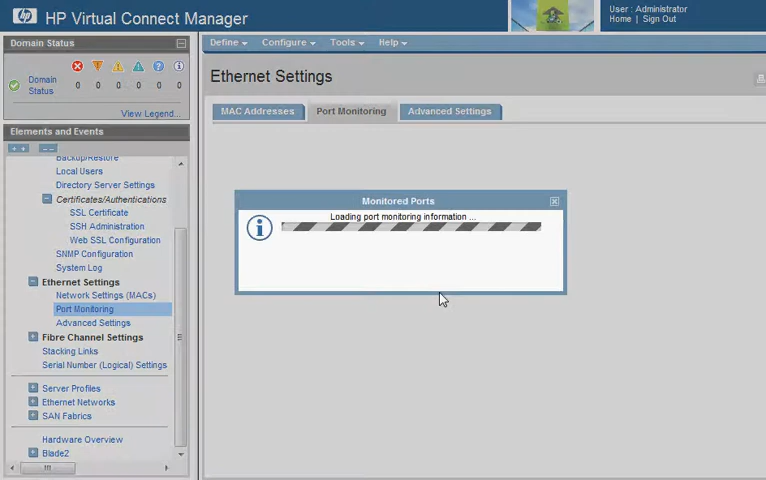 hp HP Virtual Connect Manager
User : Administrator
Home | Sign Out
Domain Status
Domain
Status
0 0 0 0 0 0
View Legend...
Elements and Events
Backup/Restore
Local Users
Directory Server Settings
Certificates/Authentications
SSL Certificate
SSH Administration
Web SSL Configuration
SNMP Configuration
System Log
Ethernet Settings
Network Settings (MACs)
Port Monitoring
Advanced Settings
Fibre Channel Settings
Stacking Links
Serial Number (Logical) Settings
Server Profiles
Ethernet Networks
SAN Fabrics
Hardware Overview
Blade2
Define Configure Tools Help
Ethernet Settings
MAC Addresses Port Monitoring Advanced Settings
Monitored Ports
Loading port monitoring information ...